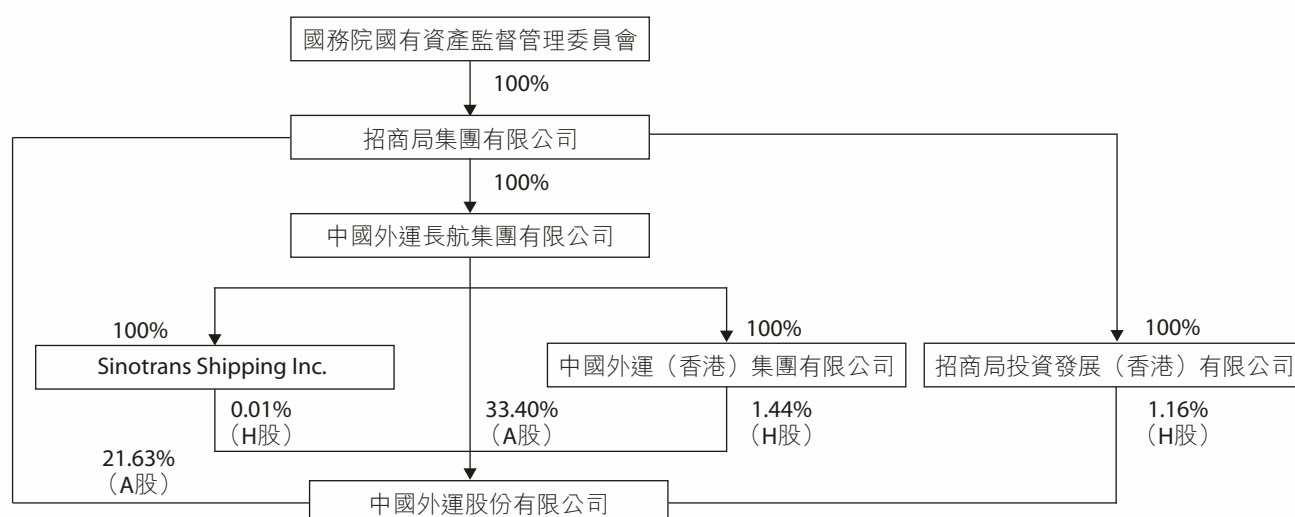 國務院國有資產監督管理委員會
100%
招商局集團有限公司
100%
中國外運長航集團有限公司
100%
Sinotrans Shipping Inc.
100%
中國外運（香港）集團有限公司
100%
招商局投資發展（香港）有限公司
0.01%
（H股）
33.40%
（A股）
1.44%
（H股）
1.16%
（H股）
21.63%
（A股）
中國外運股份有限公司